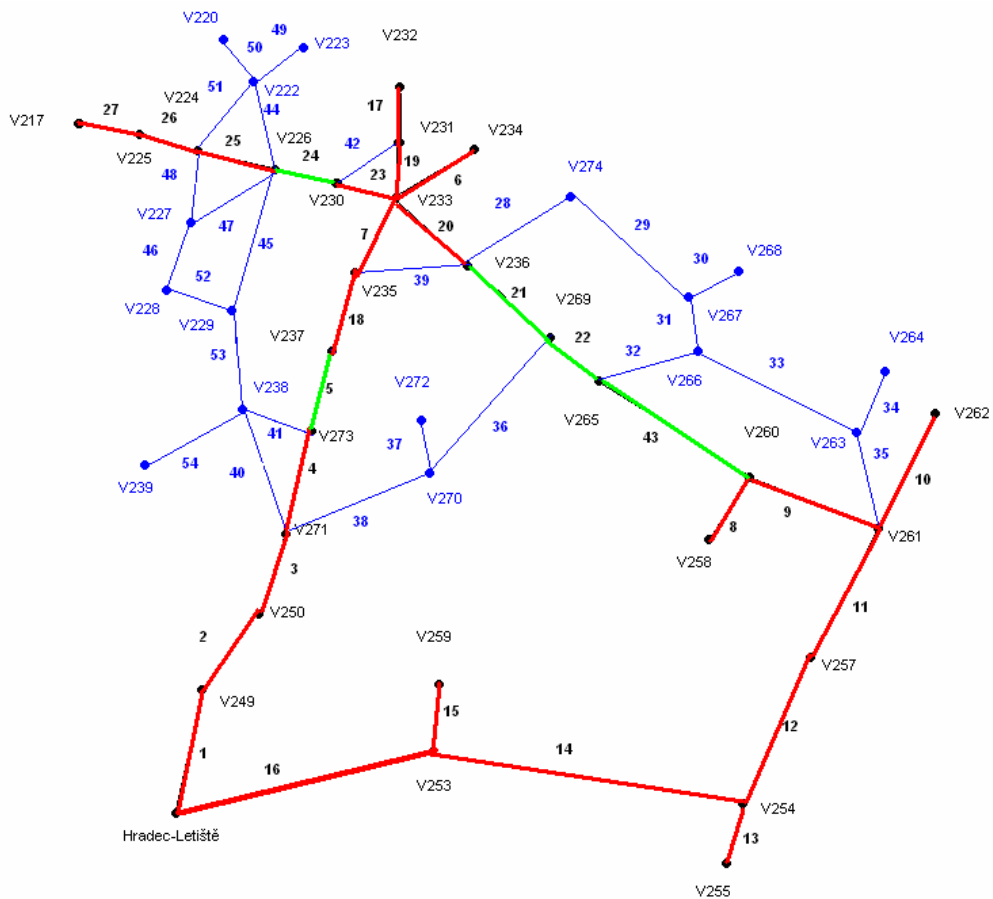 V220
49
V223
50
V232
V222
51
V224
44
17
27
26
V217
V226
V231
V234
25
42
24
19
V225
23
6
48
V230
V233
V274
28
V227
47
20
7
29
46
45
V236
30
V268
52
39
V235
21
V269
V228
V229
31
V267
18
V237
22
32
53
33
V264
V266
5
V272
V238
V265
34
V262
41
36
43
V260
V263
V273
35
37
4
54
40
V239
V270
10
9
38
8
V271
V261
3
V258
11
V250
2
V259
V257
V249
15
12
14
1
16
V253
V254
Hradec-Letiště
13
V255